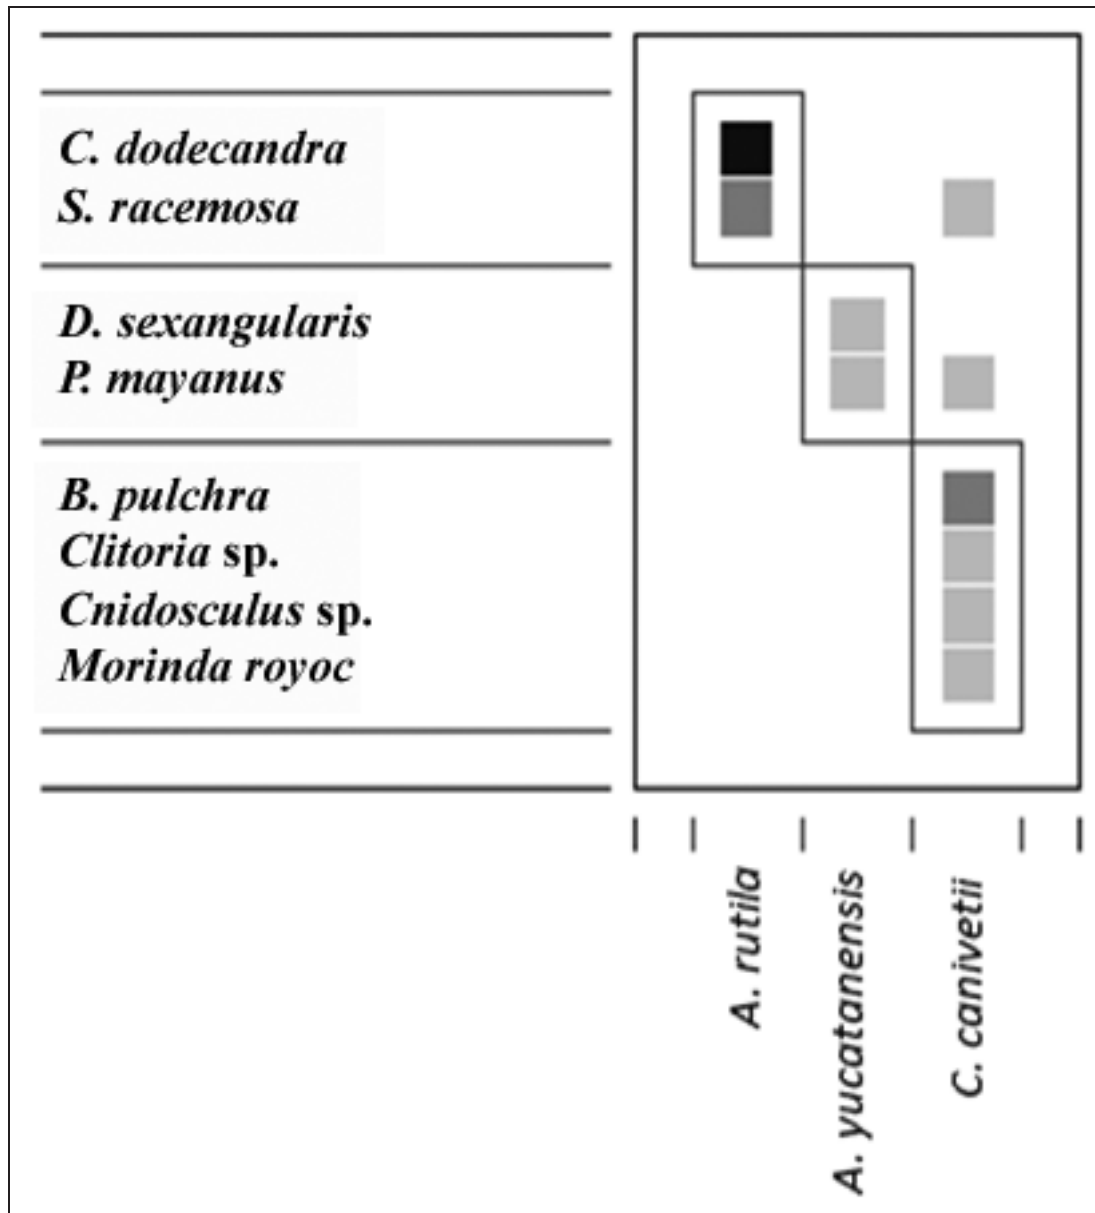 C. dodecandra
S. racemosa
D. sexangularis
P. mayanus
B. pulchra
Clitoria sp.
Cnidosculus sp.
Morinda royoc
A. rutila
A. yucatanensis
C. canivetii